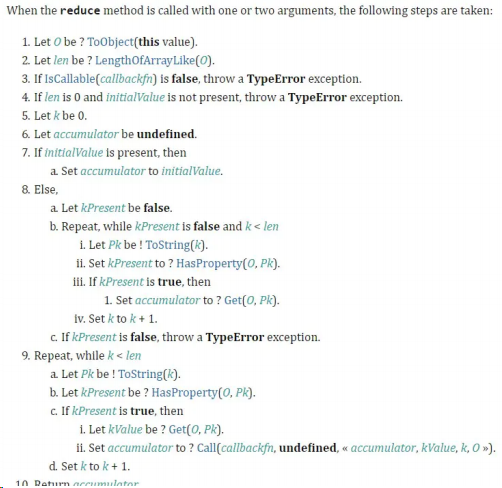 When the reduce method is called with one or two arguments, the following steps are taken:
1. Let O be ? ToObject(this value).
2. Let len be ? LengthOfArrayLike(O).
3. If IsCallable(callbackfn) is false, throw a TypeError exception.
4. If len is 0 and initialValue is not present, throw a TypeError exception.
5. Let k be 0.
6. Let accumulator be undefined.
7. If initialValue is present, then
a. Set accumulator to initialValue.
8. Else,
a. Let kPresent be false.
b. Repeat, while kPresent is false and k < len
i. Let Pk be ! ToString(k).
ii. Set kPresent to ? HasProperty(O, Pk).
iii. If kPresent is true, then
1. Set accumulator to ? Get(O, Pk).
iv. Set k to k + 1.
c. If kPresent is false, throw a TypeError exception.
9. Repeat, while k < len
a. Let Pk be ! ToString(k).
b. Let kPresent be ? HasProperty(O, Pk).
c. If kPresent is true, then
i. Let kValue be ? Get(O, Pk).
ii. Set accumulator to ? Call(callbackfn, undefined, « accumulator, kValue, k, O »).
d. Set k to k + 1.
10. Return accumulator.